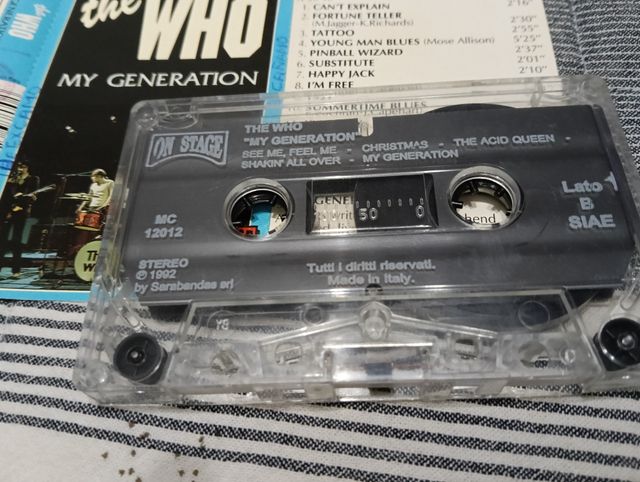 the
WHO
MY GENERATION
1 CAN'T EXPLAIN 2'16"
2 FORTUNE TELLER
(M.Jagger-K.Richards) 2'30"
3 TATTOO 2'55"
4 YOUNG MAN BLUES (Mose Allison) 5'25"
5 PINBALL WIZARD 2'37"
6 SUBSTITUTE 2'01"
7 HAPPY JACK 2'10"
8 I'M FREE
SUMMERTIME BLUES
ON STAGE
THE WHO
"MY GENERATION"
SEE ME, FEEL ME - CHRISTMAS - THE ACID QUEEN -
SHAKIN' ALL OVER - MY GENERATION
MC
12012
50 0
Lato
B
SIAE
STEREO
℗ 1992
by Sarabandas srl
Tutti i diritti riservati.
Made in Italy.